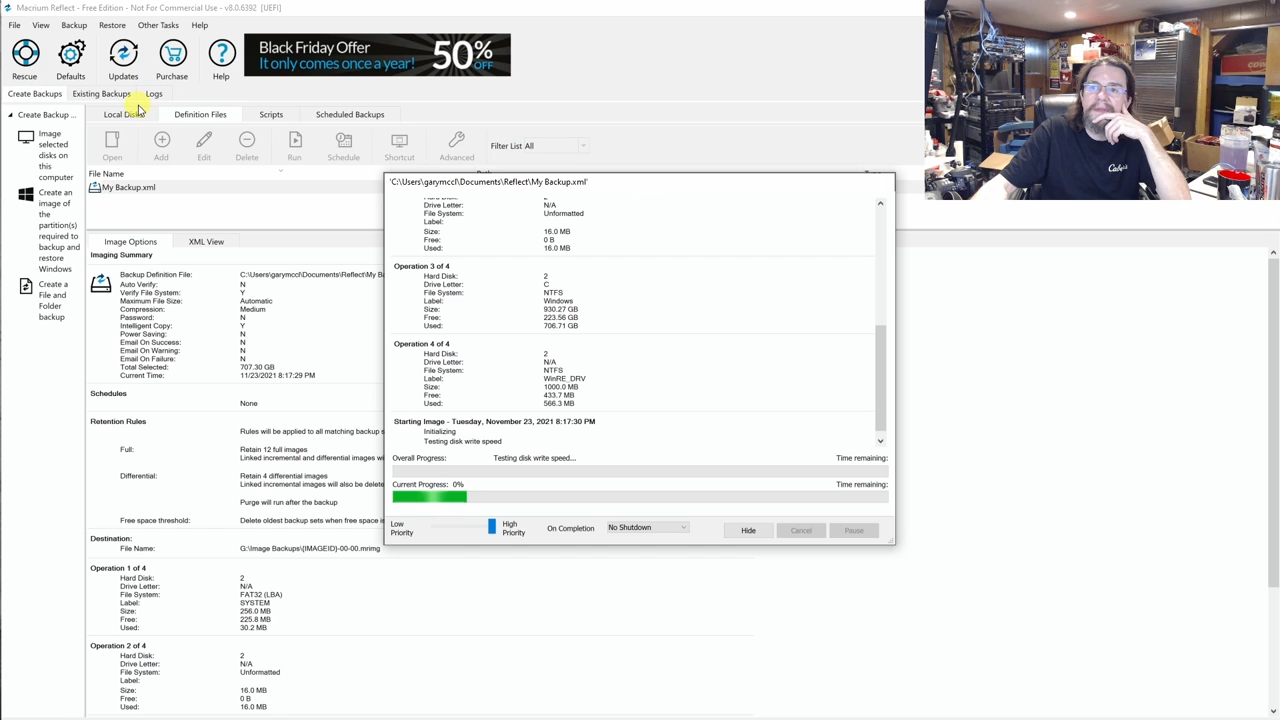 Macrium Reflect - Free Edition - Not For Commercial Use - v8.0.6392 [UEFI]
File View Backup Restore Other Tasks Help
Rescue Defaults Updates Purchase Help
Black Friday Offer
It only comes once a year!
50% OFF
Create Backups Existing Backups Logs
Create Backup ...
Image
selected
disks on
this
computer
Create an
image of
the
partition(s)
required to
backup and
restore
Windows
Create a
File and
Folder
backup
Local Disks Definition Files Scripts Scheduled Backups
Open Add Edit Delete Run Schedule Shortcut Advanced
Filter List All
File Name
My Backup.xml
Image Options XML View
Imaging Summary
Backup Definition File: C:\Users\garymccl\Documents\Reflect\My Ba
Auto Verify: N
Verify File System: Y
Maximum File Size: Automatic
Compression: Medium
Password: N
Intelligent Copy: Y
Power Saving: N
Email On Success: N
Email On Warning: N
Email On Failure: N
Total Selected: 707.30 GB
Current Time: 11/23/2021 8:17:29 PM
Schedules
None
Retention Rules
Rules will be applied to all matching backup s
Full: Retain 12 full images
Linked incremental and differential images wi
Differential: Retain 4 differential images
Linked incremental images will also be delet
Purge will run after the backup
Free space threshold: Delete oldest backup sets when free space is
Destination:
File Name: G:\Image Backups\{IMAGEID}-00-00.mrimg
Operation 1 of 4
Hard Disk: 2
Drive Letter: N/A
File System: FAT32 (LBA)
Label: SYSTEM
Size: 256.0 MB
Free: 225.8 MB
Used: 30.2 MB
Operation 2 of 4
Hard Disk: 2
Drive Letter: N/A
File System: Unformatted
Label:
Size: 16.0 MB
Free: 0 B
Used: 16.0 MB
'C:\Users\garymccl\Documents\Reflect\My Backup.xml'
Drive Letter: N/A
File System: Unformatted
Label:
Size: 16.0 MB
Free: 0 B
Used: 16.0 MB
Operation 3 of 4
Hard Disk: 2
Drive Letter: C
File System: NTFS
Label: Windows
Size: 930.27 GB
Free: 223.56 GB
Used: 706.71 GB
Operation 4 of 4
Hard Disk: 2
Drive Letter: N/A
File System: NTFS
Label: WinRE_DRV
Size: 1000.0 MB
Free: 433.7 MB
Used: 566.3 MB
Starting Image - Tuesday, November 23, 2021 8:17:30 PM
Initializing
Testing disk write speed
Overall Progress: Testing disk write speed... Time remaining:
Current Progress: 0% Time remaining:
Low
Priority
High
Priority
On Completion No Shutdown
Hide Cancel Pause
Cabela's